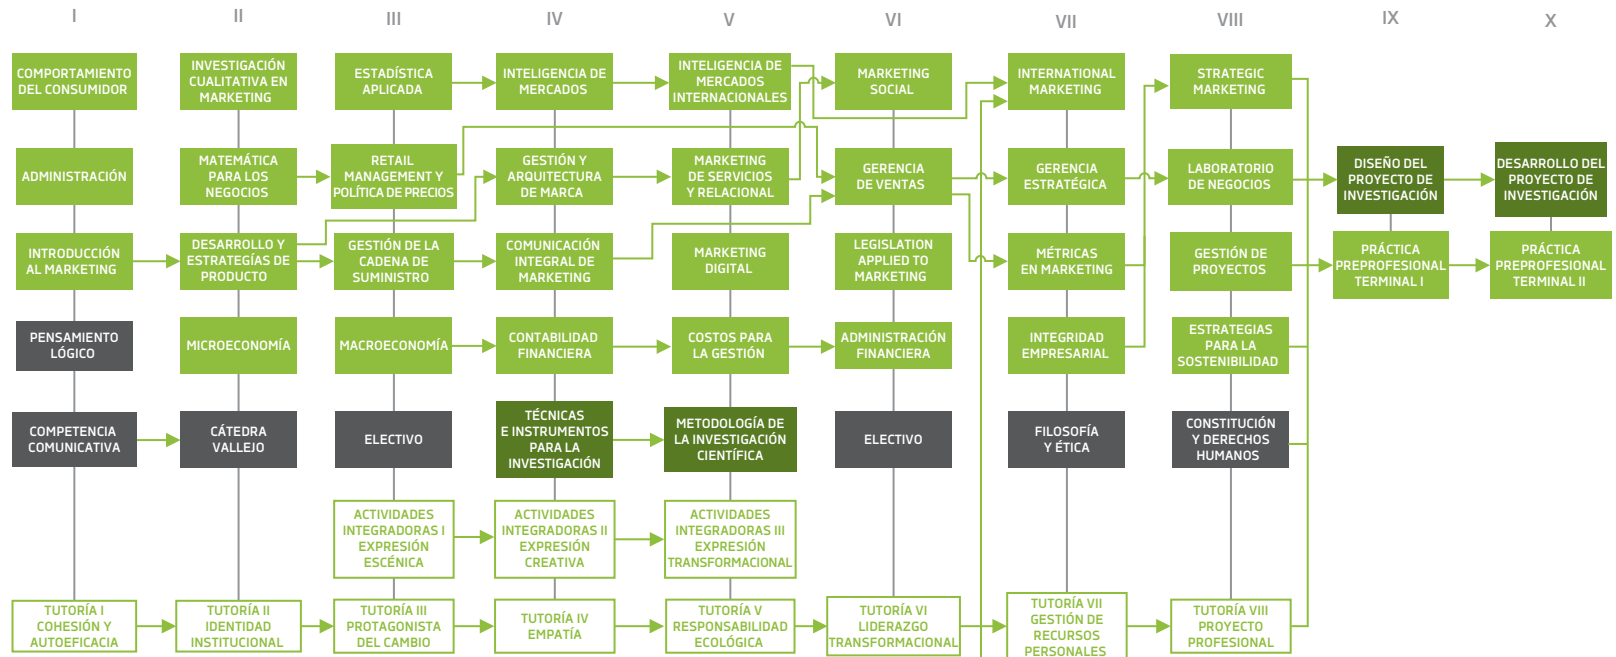 I
II
III
IV
V
VI
VII
VIII
IX
X
COMPORTAMIENTO
DEL CONSUMIDOR
INVESTIGACIÓN
CUALITATIVA EN
MARKETING
ESTADÍSTICA
APLICADA
INTELIGENCIA DE
MERCADOS
INTELIGENCIA DE
MERCADOS
INTERNACIONALES
MARKETING
SOCIAL
INTERNATIONAL
MARKETING
STRATEGIC
MARKETING
ADMINISTRACIÓN
MATEMÁTICA
PARA LOS
NEGOCIOS
RETAIL
MANAGEMENT Y
POLÍTICA DE PRECIOS
GESTIÓN Y
ARQUITECTURA
DE MARCA
MARKETING
DE SERVICIOS
Y RELACIONAL
GERENCIA
DE VENTAS
GERENCIA
ESTRATÉGICA
LABORATORIO
DE NEGOCIOS
DISEÑO DEL
PROYECTO DE
INVESTIGACIÓN
DESARROLLO DEL
PROYECTO DE
INVESTIGACIÓN
INTRODUCCIÓN
AL MARKETING
DESARROLLO Y
ESTRATEGÍAS DE
PRODUCTO
GESTIÓN DE LA
CADENA DE
SUMINISTRO
COMUNICACIÓN
INTEGRAL DE
MARKETING
MARKETING
DIGITAL
LEGISLATION
APPLIED TO
MARKETING
MÉTRICAS
EN MARKETING
GESTIÓN DE
PROYECTOS
PRÁCTICA
PREPROFESIONAL
TERMINAL I
PRÁCTICA
PREPROFESIONAL
TERMINAL II
PENSAMIENTO
LÓGICO
MICROECONOMÍA
MACROECONOMÍA
CONTABILIDAD
FINANCIERA
COSTOS PARA
LA GESTIÓN
ADMINISTRACIÓN
FINANCIERA
INTEGRIDAD
EMPRESARIAL
ESTRATEGIAS
PARA LA
SOSTENIBILIDAD
COMPETENCIA
COMUNICATIVA
CÁTEDRA
VALLEJO
ELECTIVO
TÉCNICAS
E INSTRUMENTOS
PARA LA
INVESTIGACIÓN
METODOLOGÍA DE
LA INVESTIGACIÓN
CIENTÍFICA
ELECTIVO
FILOSOFÍA
Y ÉTICA
CONSTITUCIÓN
Y DERECHOS
HUMANOS
ACTIVIDADES
INTEGRADORAS I
EXPRESIÓN
ESCÉNICA
ACTIVIDADES
INTEGRADORAS II
EXPRESIÓN
CREATIVA
ACTIVIDADES
INTEGRADORAS III
EXPRESIÓN
TRANSFORMACIONAL
TUTORÍA I
COHESIÓN Y
AUTOEFICACIA
TUTORÍA II
IDENTIDAD
INSTITUCIONAL
TUTORÍA III
PROTAGONISTA
DEL CAMBIO
TUTORÍA IV
EMPATÍA
TUTORÍA V
RESPONSABILIDAD
ECOLÓGICA
TUTORÍA VI
LIDERAZGO
TRANSFORMACIONAL
TUTORÍA VII
GESTIÓN DE
RECURSOS
PERSONALES
TUTORÍA VIII
PROYECTO
PROFESIONAL